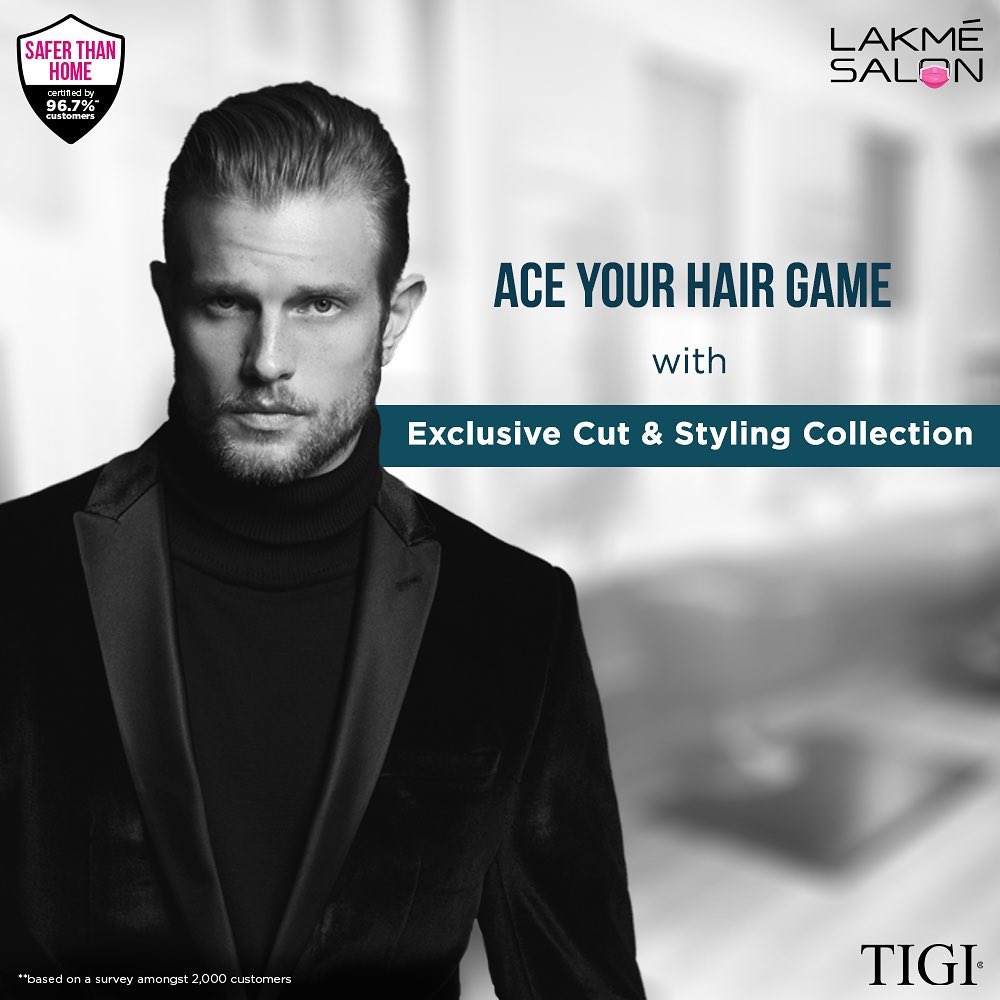 SAFER THAN
HOME
certified by
96.7%**
customers
LAKMÉ
SALON
ACE YOUR HAIR GAME
with
Exclusive Cut & Styling Collection
**based on a survey amongst 2,000 customers
TIGI®